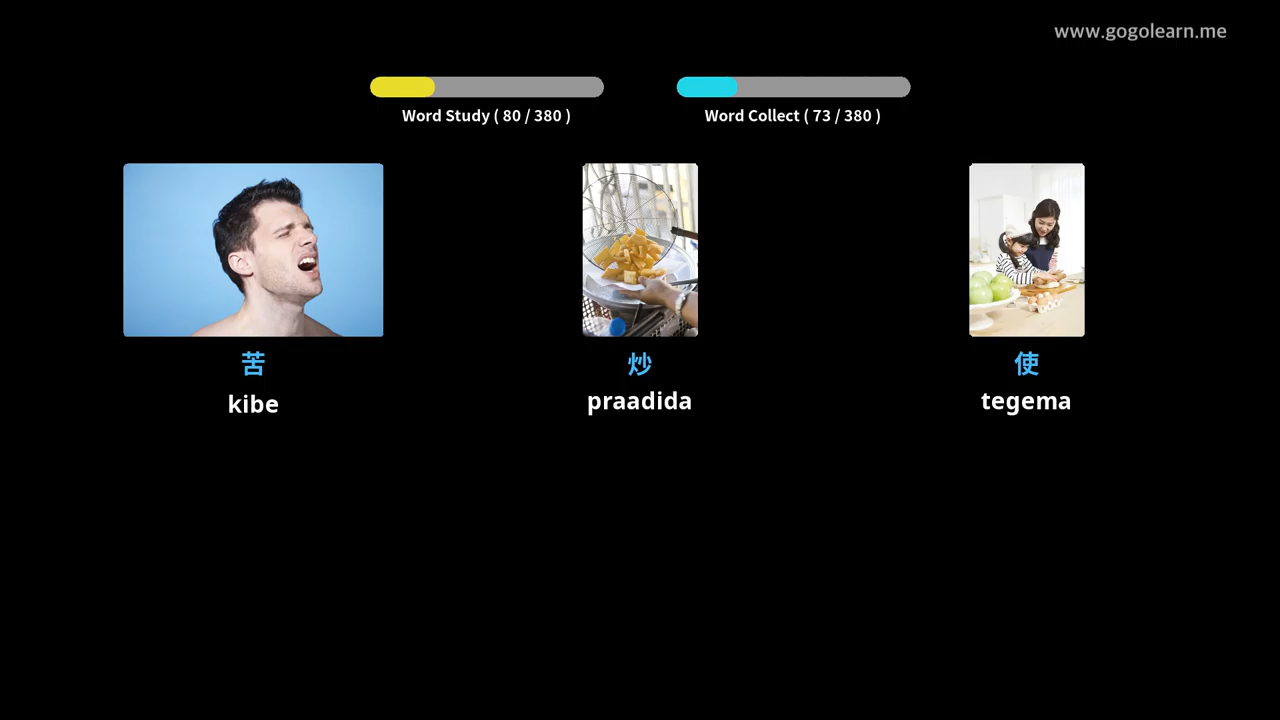 www.gogolearn.me
Word Study ( 80 / 380 )
Word Collect ( 73 / 380 )
苦
炒
使
kibe
praadida
tegema